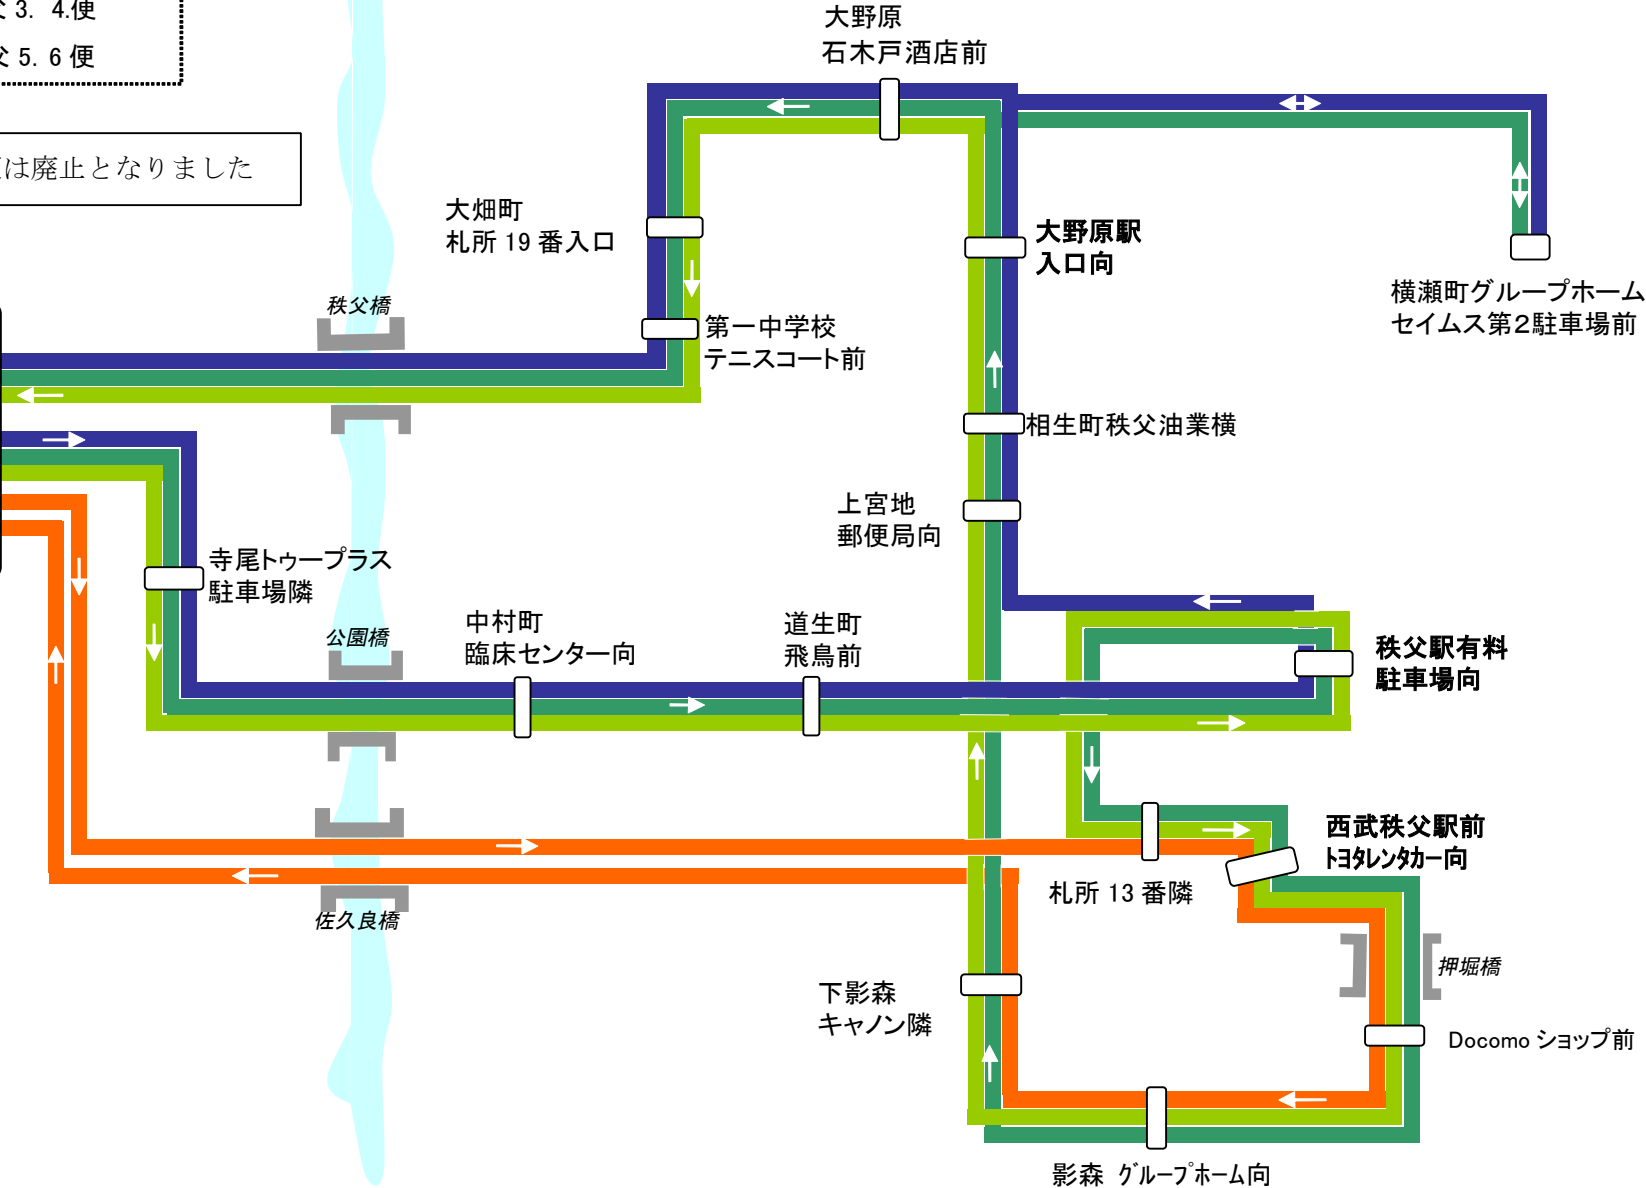 3. 4.便
5. 6便
は廃止となりました
大野原
石木戸酒店前
大畑町
札所 19 番入口
大野原駅
入口向
横瀬町グループホーム
セイムス第2駐車場前
秩父橋
第一中学校
テニスコート前
相生町秩父油業横
上宮地
郵便局向
寺尾トゥープラス
駐車場隣
公園橋
中村町
臨床センター向
道生町
飛鳥前
秩父駅有料
駐車場向
西武秩父駅前
トヨタレンタカー向
札所 13 番隣
佐久良橋
押堀橋
下影森
キャノン隣
Docomo ショップ前
影森 グループホーム向